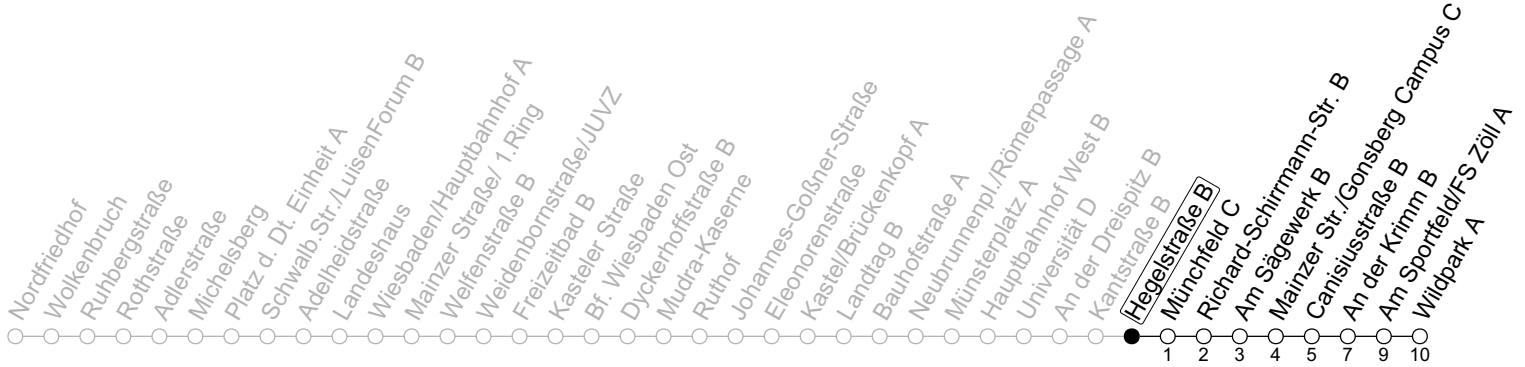 Nordfriedhof
Wolkenbruch
Ruhbergstraße
Rothstraße
Adlerstraße
Michelsberg
Platz d. Dt. Einheit A
Schwalb.Str./LuisenForum B
Adelheidstraße
Landeshaus
Wiesbaden/Hauptbahnhof A
Mainzer Straße/ 1.Ring
Welfenstraße B
Weidenbornstraße/JUVZ
Freizeitbad B
Kasteler Straße
Bf. Wiesbaden Ost
Dyckerhoffstraße B
Mudra-Kaserne
Ruthof
Johannes-Goßner-Straße
Eleonorenstraße
Kastel/Brückenkopf A
Landtag B
Bauhofstraße A
Neubrunnenpl./Römerpassage A
Münsterplatz A
Hauptbahnhof West B
Universität D
An der Dreispitz B
Kantstraße B
Hegelstraße B
Münchfeld C
Richard-Schirrmann-Str. B
Am Sägewerk B
Mainzer Str./Gonsberg Campus C
Canisiusstraße B
An der Krimm B
Am Sportfeld/FS Zöll A
Wildpark A
1 2 3 4 5 7 9 10